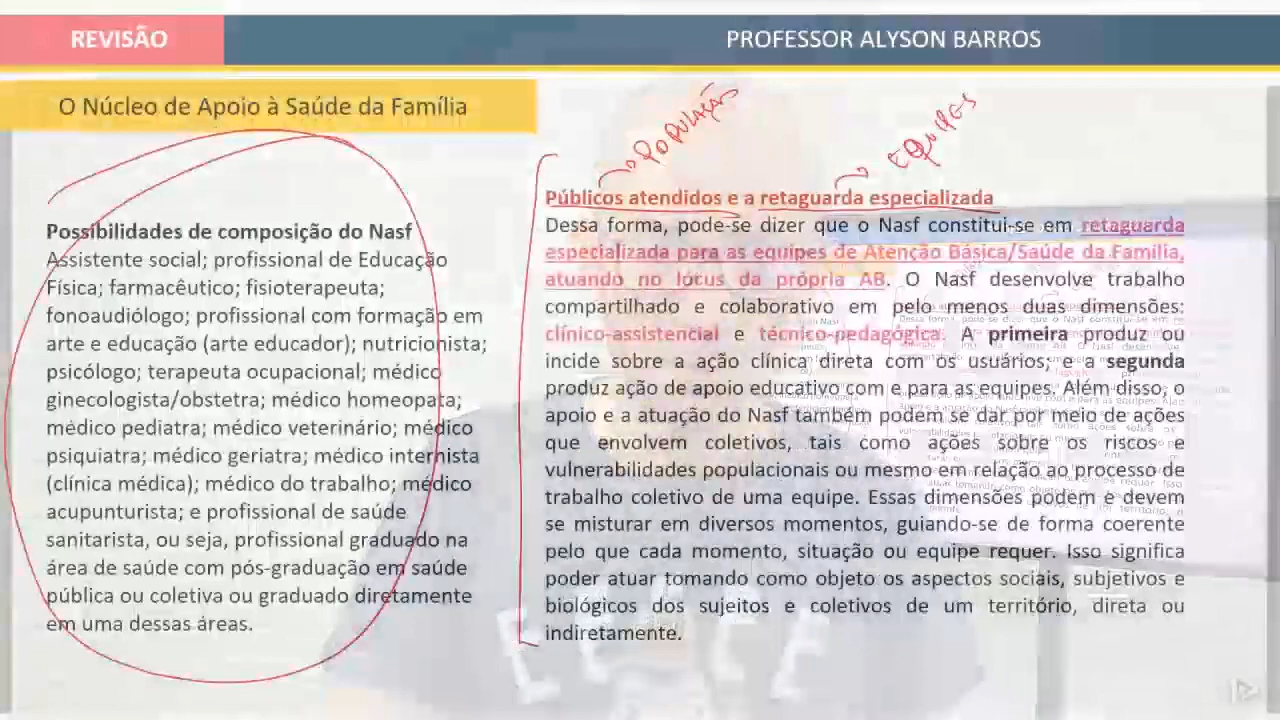 REVISÃO
PROFESSOR ALYSON BARROS
O Núcleo de Apoio à Saúde da Família
POPULAÇÃO
EQUIPES
Possibilidades de composição do Nasf
Assistente social; profissional de Educação
Física; farmacêutico; fisioterapeuta;
fonoaudiólogo; profissional com formação em
arte e educação (arte educador); nutricionista;
psicólogo; terapeuta ocupacional; médico
ginecologista/obstetra; médico homeopata;
médico pediatra; médico veterinário; médico
psiquiatra; médico geriatra; médico internista
(clínica médica); médico do trabalho; médico
acupunturista; e profissional de saúde
sanitarista, ou seja, profissional graduado na
área de saúde com pós-graduação em saúde
pública ou coletiva ou graduado diretamente
em uma dessas áreas.
Públicos atendidos e a retaguarda especializada
Dessa forma, pode-se dizer que o Nasf constitui-se em retaguarda
especializada para as equipes de Atenção Básica/Saúde da Família,
atuando no locus da própria AB. O Nasf desenvolve trabalho
compartilhado e colaborativo em pelo menos duas dimensões:
clínico-assistencial e técnico-pedagógica. A primeira produz ou
incide sobre a ação clínica direta com os usuários; e a segunda
produz ação de apoio educativo com e para as equipes. Além disso, o
apoio e a atuação do Nasf também podem se dar por meio de ações
que envolvem coletivos, tais como ações sobre os riscos e
vulnerabilidades populacionais ou mesmo em relação ao processo de
trabalho coletivo de uma equipe. Essas dimensões podem e devem
se misturar em diversos momentos, guiando-se de forma coerente
pelo que cada momento, situação ou equipe requer. Isso significa
poder atuar tomando como objeto os aspectos sociais, subjetivos e
biológicos dos sujeitos e coletivos de um território, direta ou
indiretamente.